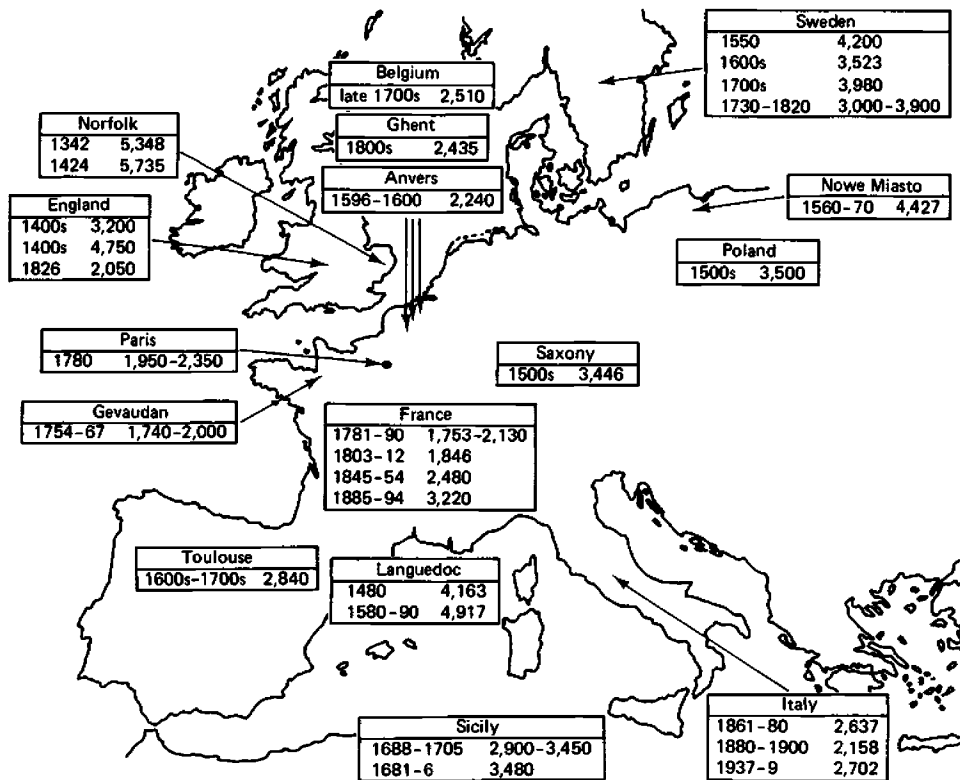 Sweden
1550 4,200
1600s 3,523
1700s 3,980
1730-1820 3,000-3,900
Belgium
late 1700s 2,510
Ghent
1800s 2,435
Anvers
1596-1600 2,240
Norfolk
1342 5,348
1424 5,735
England
1400s 3,200
1400s 4,750
1826 2,050
Nowe Miasto
1560-70 4,427
Poland
1500s 3,500
Paris
1780 1,950-2,350
Saxony
1500s 3,446
Gevaudan
1754-67 1,740-2,000
France
1781-90 1,753-2,130
1803-12 1,846
1845-54 2,480
1885-94 3,220
Toulouse
1600s-1700s 2,840
Languedoc
1480 4,163
1580-90 4,917
Sicily
1688-1705 2,900-3,450
1681-6 3,480
Italy
1861-80 2,637
1880-1900 2,158
1937-9 2,702